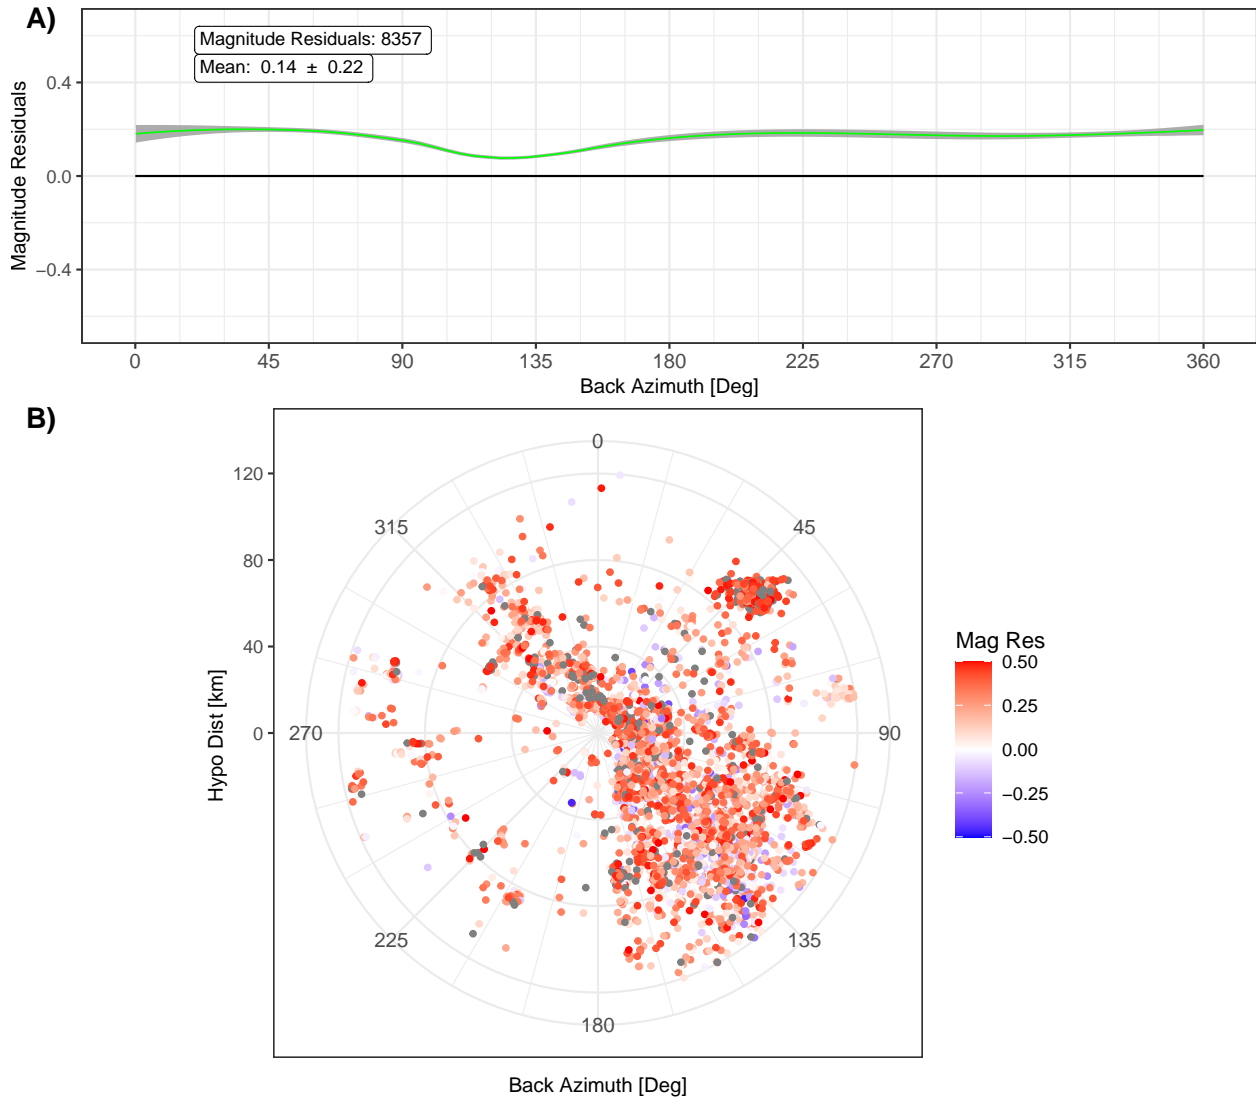 A)
Magnitude Residuals: 8357
Mean: 0.14 ± 0.22
Magnitude Residuals
0.4
0.0
−0.4
0 45 90 135 180 225 270 315 360
Back Azimuth [Deg]
B)
Hypo Dist [km]
120
80
40
0
0
45
90
135
180
225
270
315
Back Azimuth [Deg]
Mag Res
0.50
0.25
0.00
−0.25
−0.50